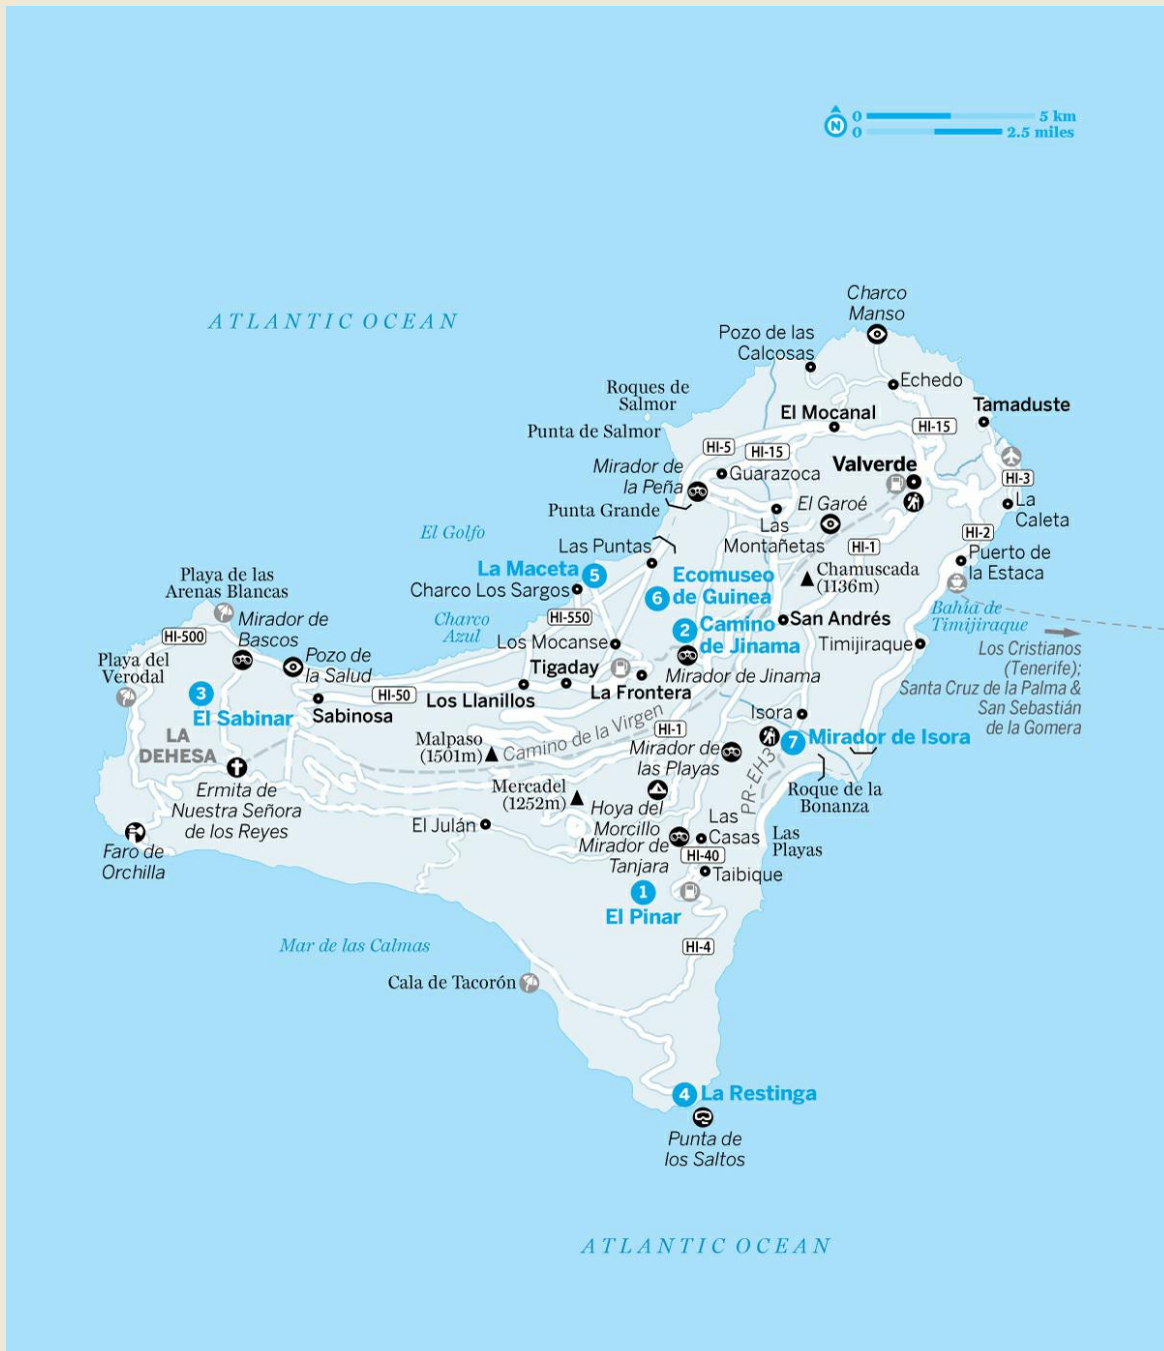 0 5 km
N
0 2.5 miles
Charco
Manso
ATLANTIC OCEAN
Pozo de las
Calcosas
Echedo
Roques de
Salmor
El Mocanal
Tamaduste
Punta de Salmor
HI-15
HI-5
HI-15
Mirador de
la Peña
Guarazoca
Valverde
HI-3
Punta Grande
El Garoé
La
Caleta
Las
Montañetas
El Golfo
HI-2
Las Puntas
HI-1
Puerto de
la Estaca
La Maceta
5
Ecomuseo
de Guinea
6
Chamuscada
(1136m)
Playa de las
Arenas Blancas
Charco Los Sargos
Bahía de
Timijiraque
Mirador de
Bascos
Charco
Azul
HI-550
2
Camino
de Jinama
San Andrés
HI-500
Los Mocanse
Timijiraque
Los Cristianos
(Tenerife);
Santa Cruz de la Palma &
San Sebastián
de la Gomera
Playa del
Verodal
Pozo de
la Salud
Tigaday
Mirador de Jinama
3
El Sabinar
HI-50
Los Llanillos
La Frontera
Sabinosa
Isora
Camino de la Virgen
HI-1
LA
DEHESA
Malpaso
(1501m)
Mirador de
las Playas
7
Mirador de Isora
PR-EH3
Ermita de
Nuestra Señora
de los Reyes
Mercadel
(1252m)
Hoya del
Morcillo
Roque de la
Bonanza
El Julán
Las
Casas
Las
Playas
Faro de
Orchilla
Mirador de
Tanjara
HI-40
Taibique
1
El Pinar
Mar de las Calmas
HI-4
Cala de Tacorón
4
La Restinga
Punta de
los Saltos
ATLANTIC OCEAN